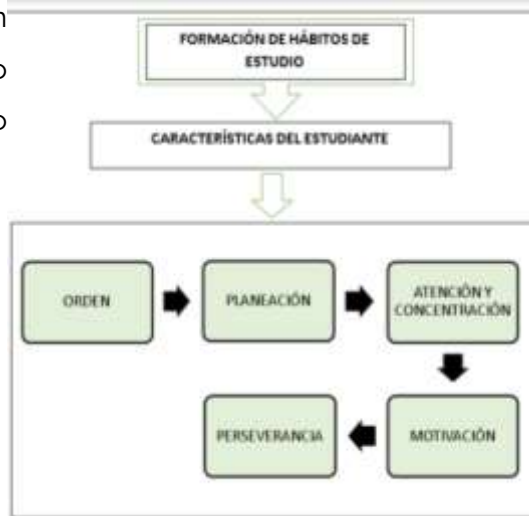 FORMACIÓN DE HÁBITOS DE
ESTUDIO
CARACTERÍSTICAS DEL ESTUDIANTE
ORDEN
PLANEACIÓN
ATENCIÓN Y
CONCENTRACIÓN
MOTIVACIÓN
PERSEVERANCIA